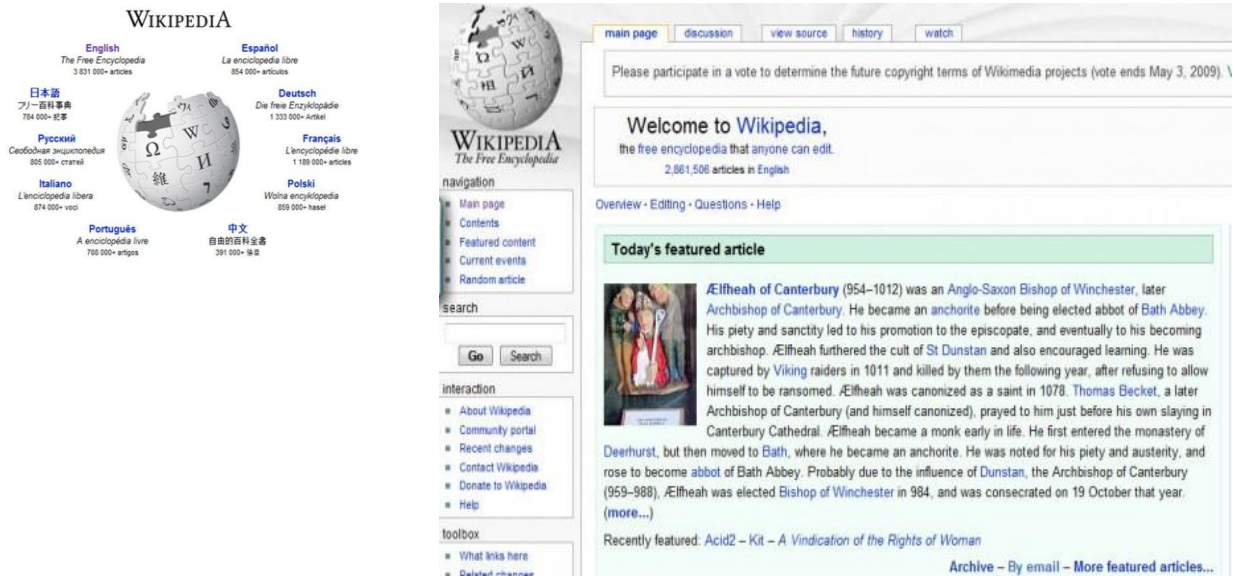 WIKIPEDIA
English
The Free Encyclopedia
3 831 000+ articles
Español
La enciclopedia libre
854 000+ artículos
日本語
フリー百科事典
784 000+ 記事
Deutsch
Die freie Enzyklopädie
1 333 000+ Artikel
Русский
Свободная энциклопедия
805 000+ статей
Français
L'encyclopédie libre
1 189 000+ articles
Italiano
L'enciclopedia libera
874 000+ voci
Polski
Wolna encyklopedia
859 000+ haseł
Português
A enciclopédia livre
708 000+ artigos
中文
自由的百科全書
391 000+ 條目
Ω
W
И
維
WIKIPEDIA
The Free Encyclopedia
navigation
Main page
Contents
Featured content
Current events
Random article
search
Go Search
interaction
About Wikipedia
Community portal
Recent changes
Contact Wikipedia
Donate to Wikipedia
Help
toolbox
What links here
Related changes
main page discussion view source history watch
Please participate in a vote to determine the future copyright terms of Wikimedia projects (vote ends May 3, 2009).
Welcome to Wikipedia,
the free encyclopedia that anyone can edit.
2,861,506 articles in English
Overview · Editing · Questions · Help
Today's featured article
Ælfheah of Canterbury (954–1012) was an Anglo-Saxon Bishop of Winchester, later
Archbishop of Canterbury. He became an anchorite before being elected abbot of Bath Abbey.
His piety and sanctity led to his promotion to the episcopate, and eventually to his becoming
archbishop. Ælfheah furthered the cult of St Dunstan and also encouraged learning. He was
captured by Viking raiders in 1011 and killed by them the following year, after refusing to allow
himself to be ransomed. Ælfheah was canonized as a saint in 1078. Thomas Becket, a later
Archbishop of Canterbury (and himself canonized), prayed to him just before his own slaying in
Canterbury Cathedral. Ælfheah became a monk early in life. He first entered the monastery of
Deerhurst, but then moved to Bath, where he became an anchorite. He was noted for his piety and austerity, and
rose to become abbot of Bath Abbey. Probably due to the influence of Dunstan, the Archbishop of Canterbury
(959–988), Ælfheah was elected Bishop of Winchester in 984, and was consecrated on 19 October that year.
(more...)
Recently featured: Acid2 – Kit – A Vindication of the Rights of Woman
Archive – By email – More featured articles...